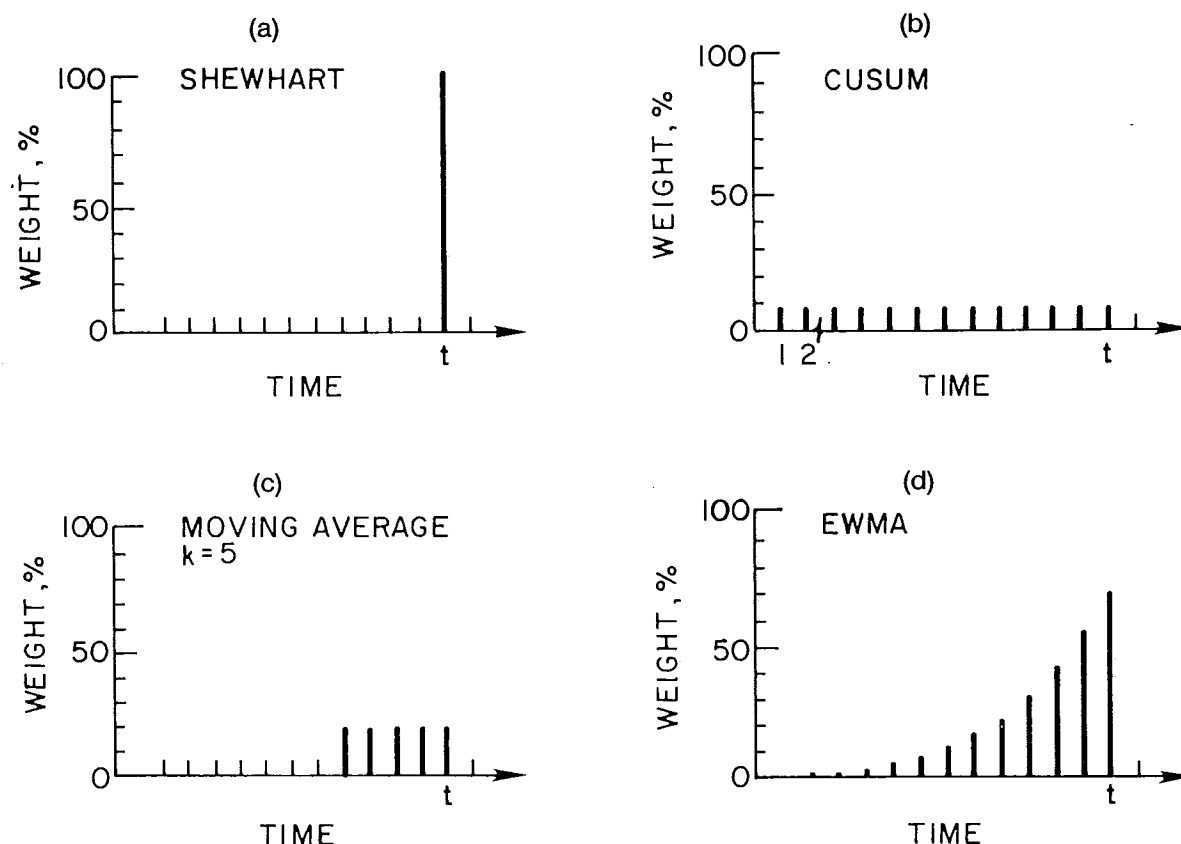 (a)
SHEWHART
100
50
0
WEIGHT, %
t
TIME
(b)
CUSUM
100
50
0
WEIGHT, %
1 2
t
TIME
(c)
MOVING AVERAGE
k = 5
100
50
0
WEIGHT, %
t
TIME
(d)
EWMA
100
50
0
WEIGHT, %
t
TIME